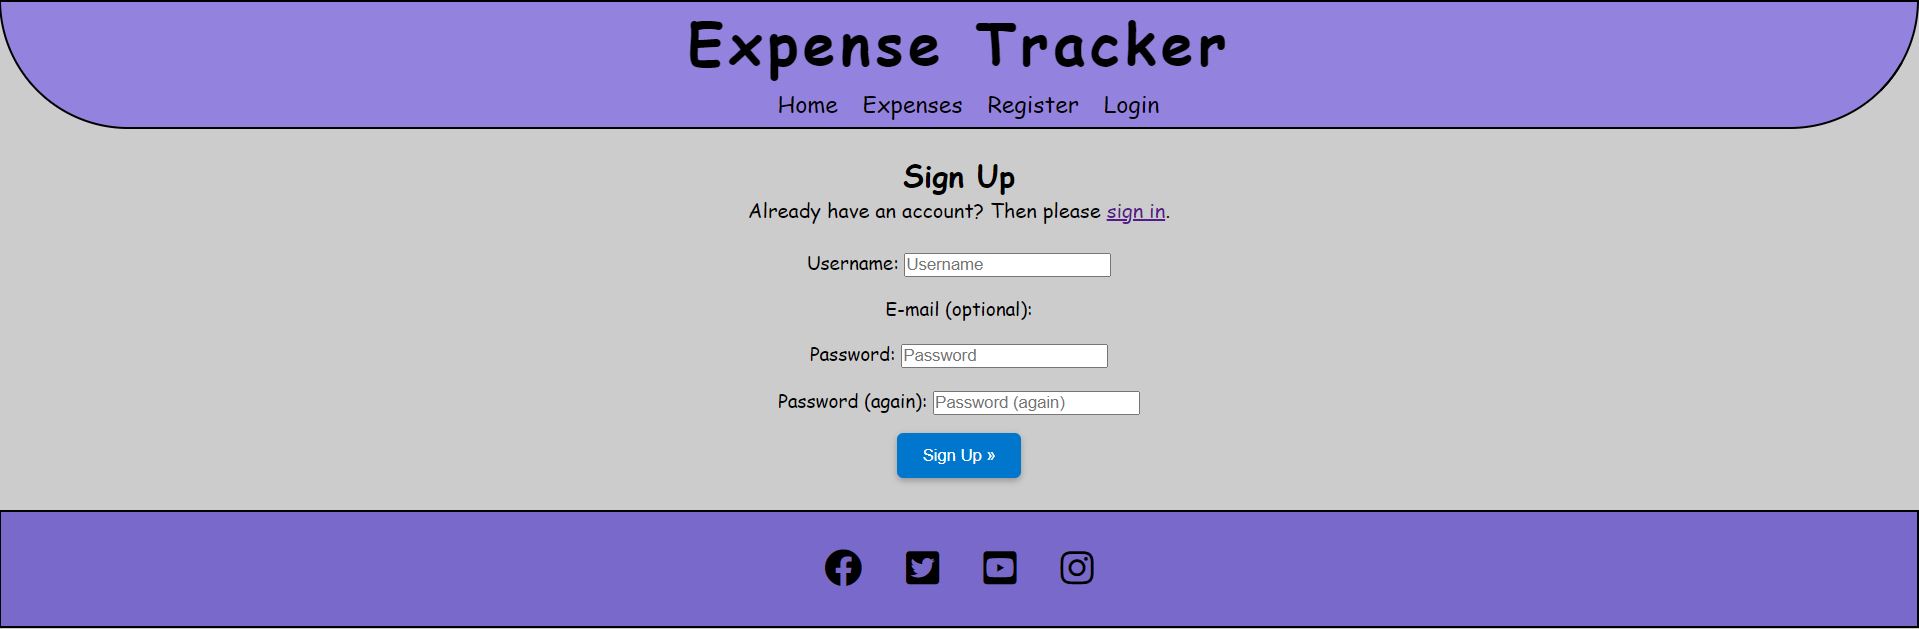 Expense Tracker
Home Expenses Register Login
Sign Up
Already have an account? Then please sign in.
Username: Username
E-mail (optional):
Password: Password
Password (again): Password (again)
Sign Up »